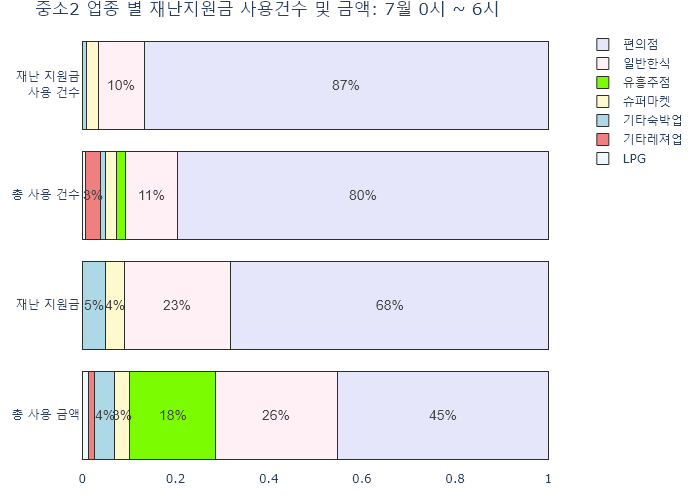 중소2 업종 별 재난지원금 사용건수 및 금액: 7월 0시 ~ 6시
재난 지원금
사용 건수
10%
87%
총 사용 건수
3%
11%
80%
재난 지원금
5%
4%
23%
68%
총 사용 금액
4%
3%
18%
26%
45%
0
0.2
0.4
0.6
0.8
1
편의점
일반한식
유흥주점
슈퍼마켓
기타숙박업
기타레져업
LPG